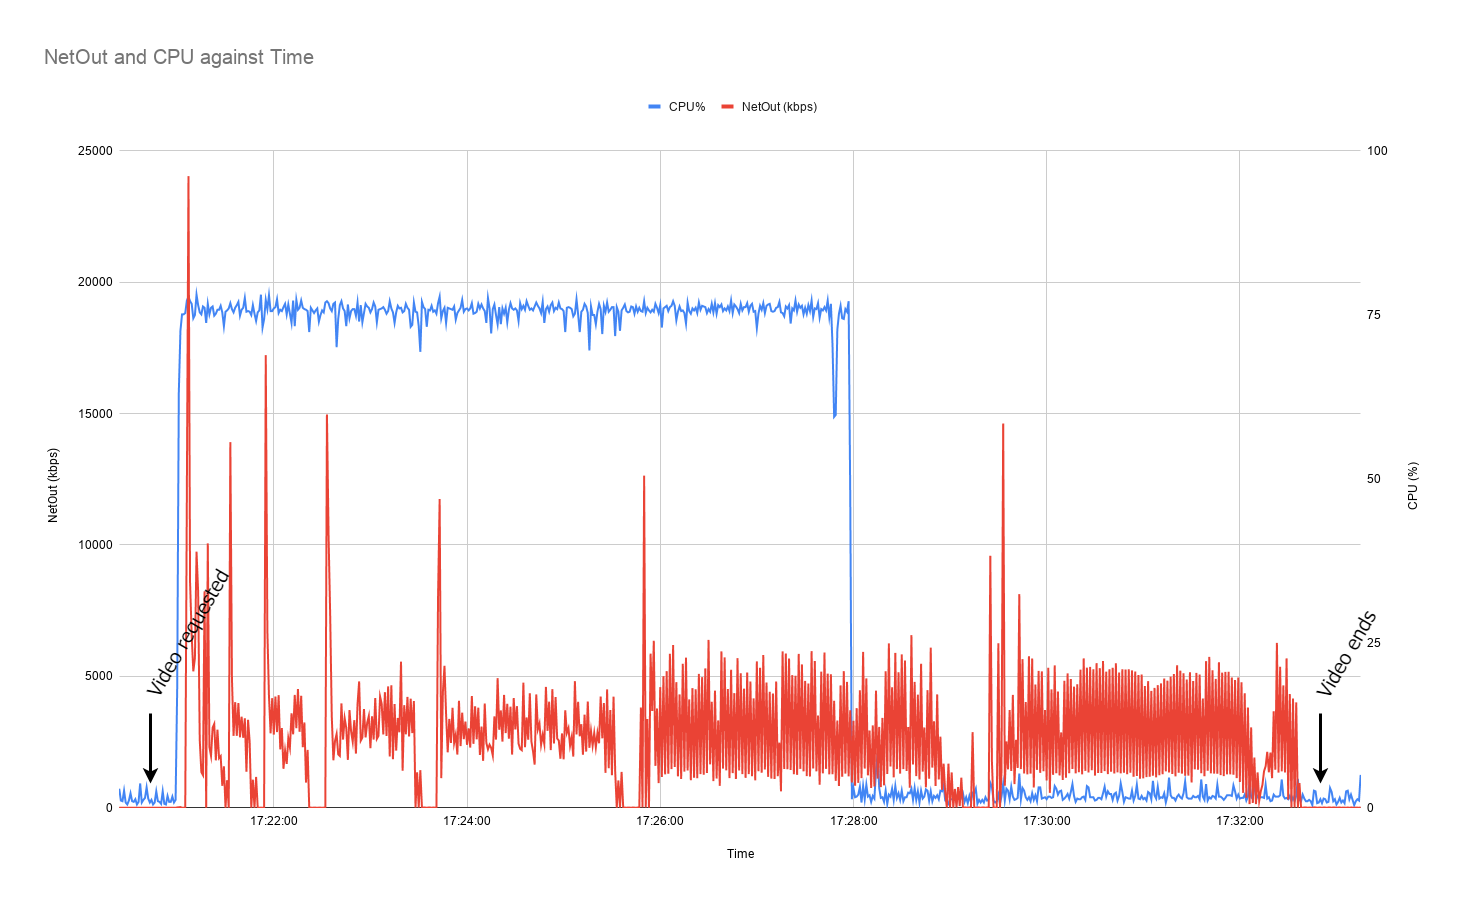 NetOut and CPU against Time
CPU%
NetOut (kbps)
25000
20000
15000
10000
5000
0
NetOut (kbps)
100
75
50
25
0
CPU (%)
Video requested
Video ends
17:22:00
17:24:00
17:26:00
17:28:00
17:30:00
17:32:00
Time